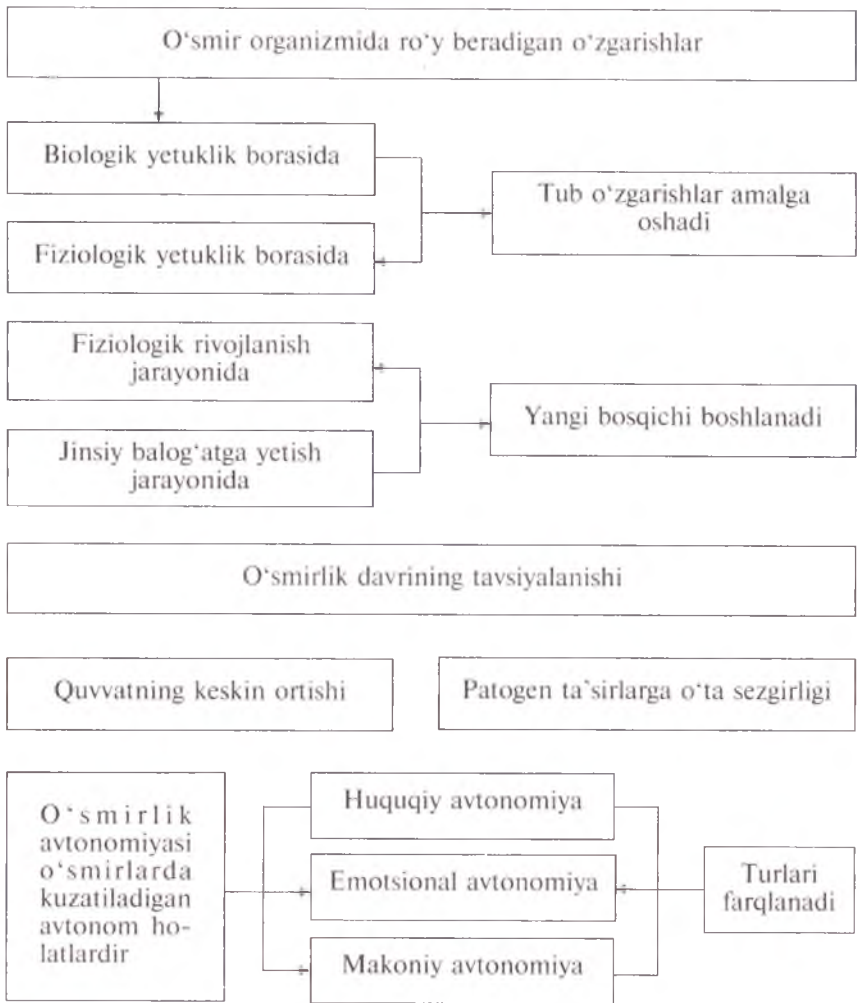 O‘smir organizmida ro‘y beradigan o‘zgarishlar
Biologik yetuklik borasida
Fiziologik yetuklik borasida
Tub o‘zgarishlar amalga
oshadi
Fiziologik rivojlanish
jarayonida
Jinsiy balog‘atga yetish
jarayonida
Yangi bosqichi boshlanadi
O‘smirlik davrining tavsiyalanishi
Quvvatning keskin ortishi
Patogen ta’sirlarga o‘ta sezgirligi
O‘smirlik
avtonomiyasi
o‘smirlarda
kuzatiladigan
avtonom ho-
latlardir
Huquqiy avtonomiya
Emotsional avtonomiya
Makoniy avtonomiya
Turlari
farqlanadi